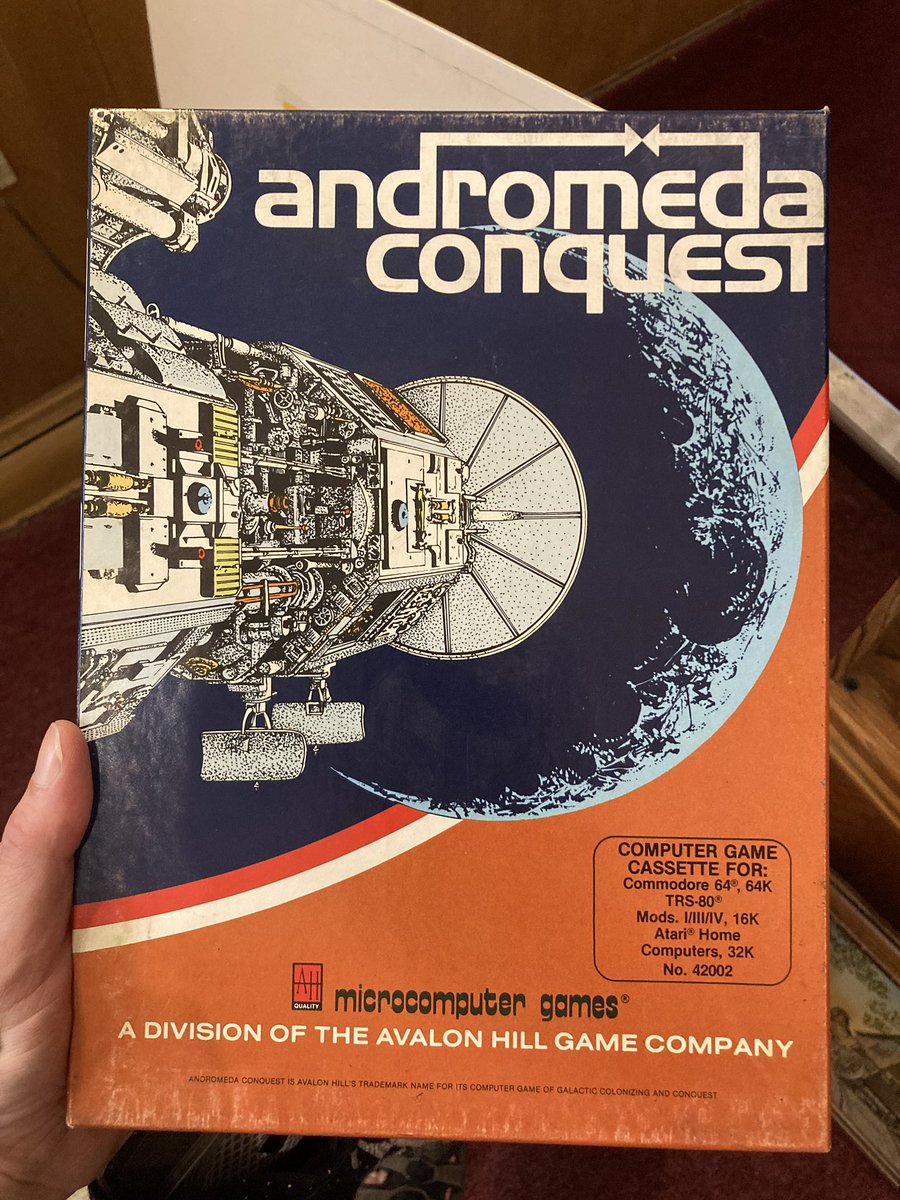 andromeda
conquest
COMPUTER GAME
CASSETTE FOR:
Commodore 64®, 64K
TRS-80®
Mods. I/III/IV, 16K
Atari® Home
Computers, 32K
No. 42002
AH
QUALITY
microcomputer games®
A DIVISION OF THE AVALON HILL GAME COMPANY
ANDROMEDA CONQUEST IS AVALON HILL'S TRADEMARK NAME FOR ITS COMPUTER GAME OF GALACTIC COLONIZING AND CONQUEST